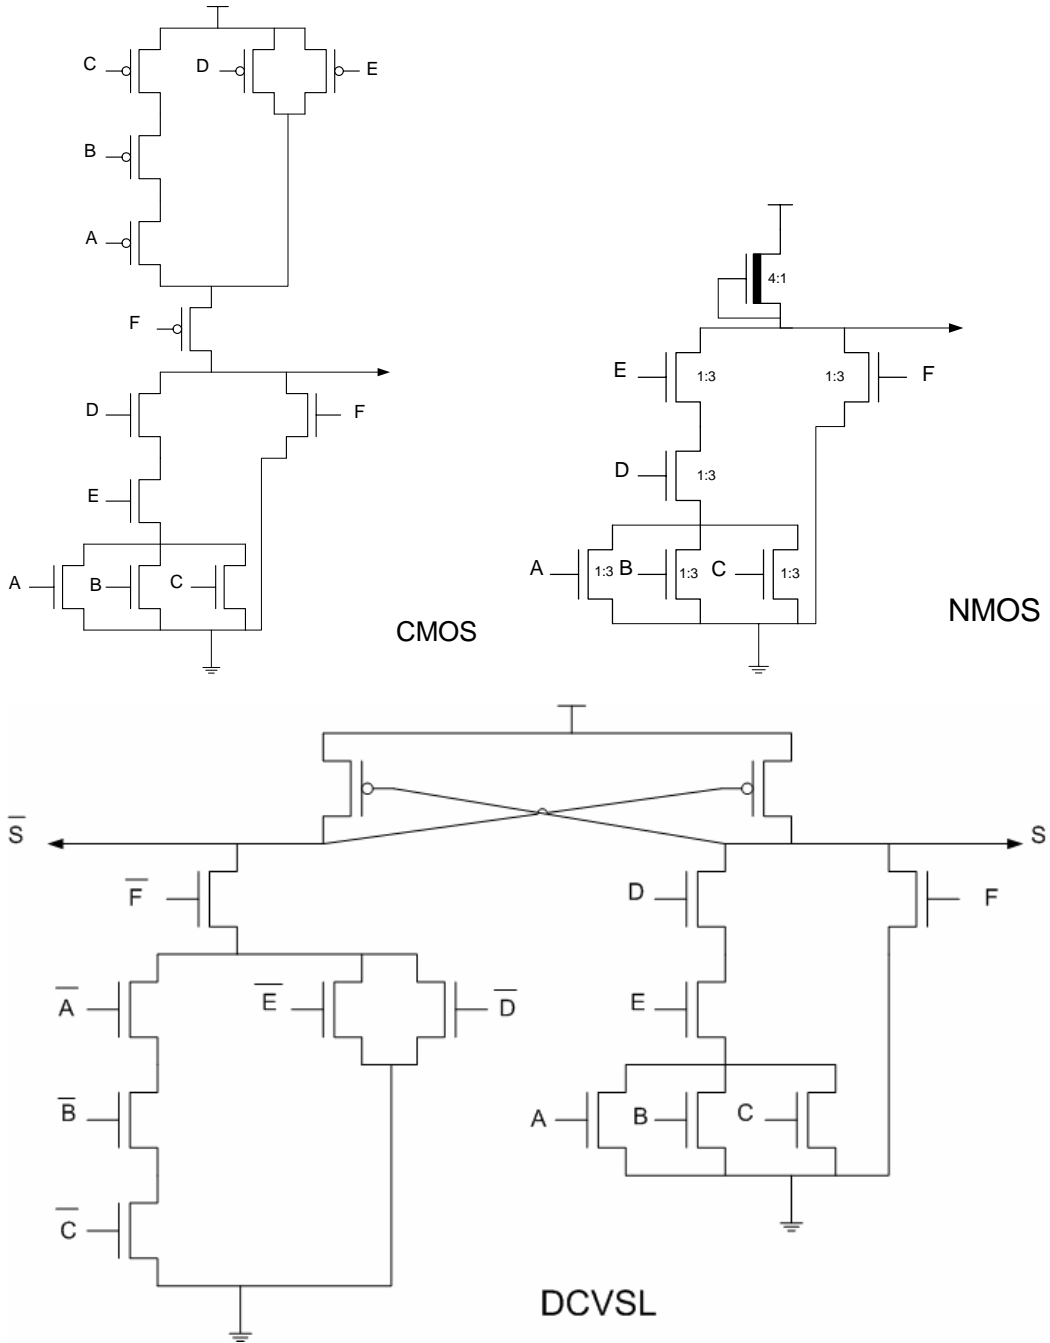 C D E
B
A
F
D F
E
A B C
CMOS
4:1
E 1:3 1:3 F
D 1:3
A 1:3 B 1:3 C 1:3
NMOS
S̅ S
F̅ D F
A̅ E̅ D̅ E
B̅ A B C
C̅
DCVSL